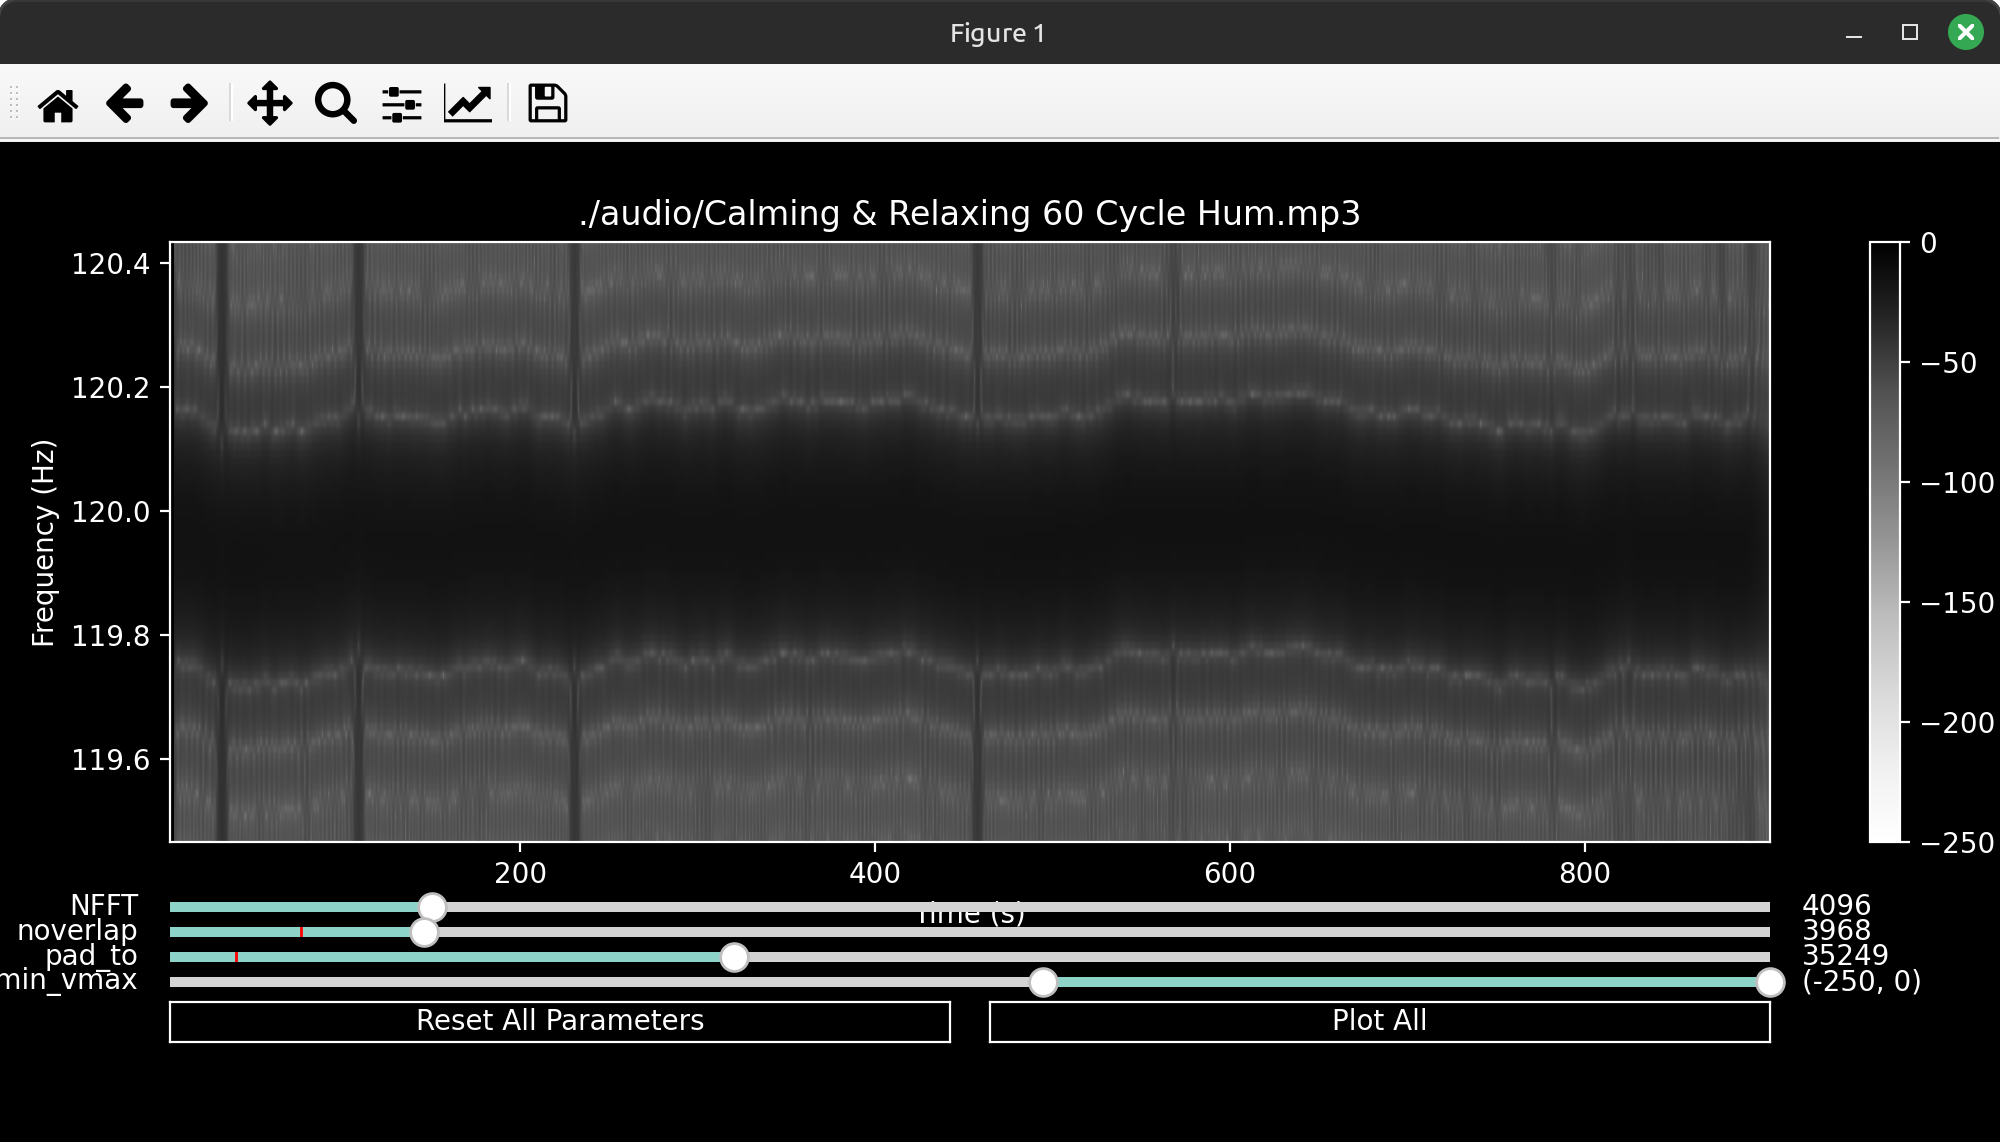 Figure 1
./audio/Calming & Relaxing 60 Cycle Hum.mp3
Frequency (Hz)
120.4
120.2
120.0
119.8
119.6
200 400 600 800
Time (s)
0
−50
−100
−150
−200
−250
NFFT 4096
noverlap 3968
pad_to 35249
min_vmax (-250, 0)
Reset All Parameters
Plot All